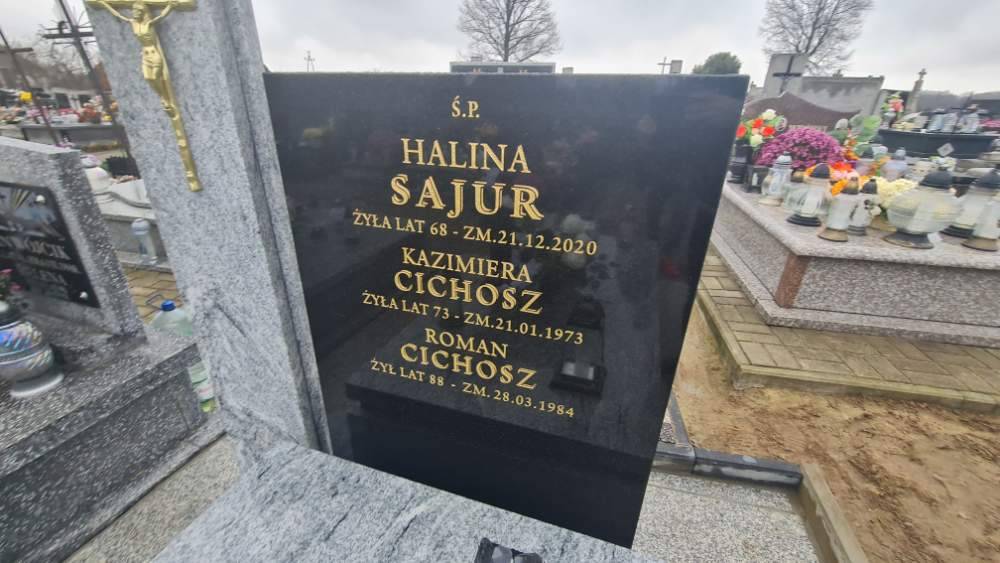 Ś.P.
HALINA
SAJUR
ŻYŁA LAT 68 - ZM.21.12.2020
KAZIMIERA
CICHOSZ
ŻYŁA LAT 73 - ZM.21.01.1973
ROMAN
CICHOSZ
ŻYŁ LAT 88 - ZM. 28.03.1984